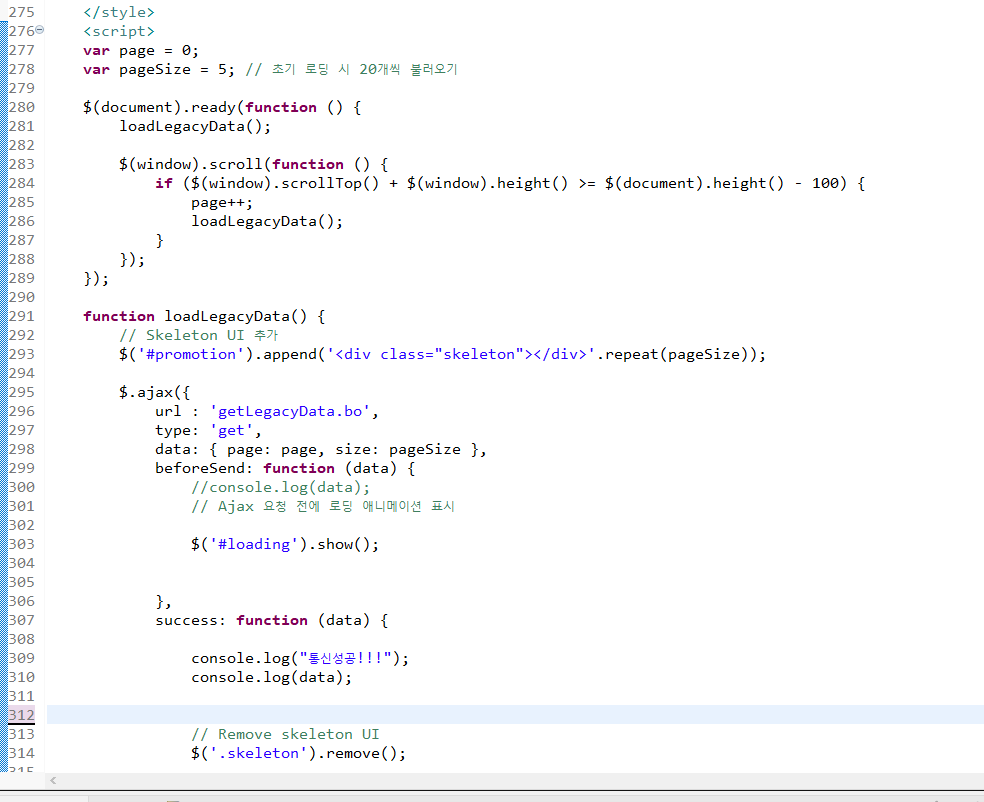 275 </style>
276 <script>
277 var page = 0;
278 var pageSize = 5; // 초기 로딩 시 20개씩 불러오기
279
280 $(document).ready(function () {
281 loadLegacyData();
282
283 $(window).scroll(function () {
284 if ($(window).scrollTop() + $(window).height() >= $(document).height() - 100) {
285 page++;
286 loadLegacyData();
287 }
288 });
289 });
290
291 function loadLegacyData() {
292 // Skeleton UI 추가
293 $('#promotion').append('<div class="skeleton"></div>'.repeat(pageSize));
294
295 $.ajax({
296 url : 'getLegacyData.bo',
297 type: 'get',
298 data: { page: page, size: pageSize },
299 beforeSend: function (data) {
300 //console.log(data);
301 // Ajax 요청 전에 로딩 애니메이션 표시
302
303 $('#loading').show();
304
305
306 },
307 success: function (data) {
308
309 console.log("통신성공!!!");
310 console.log(data);
311
312
313 // Remove skeleton UI
314 $('.skeleton').remove();
315